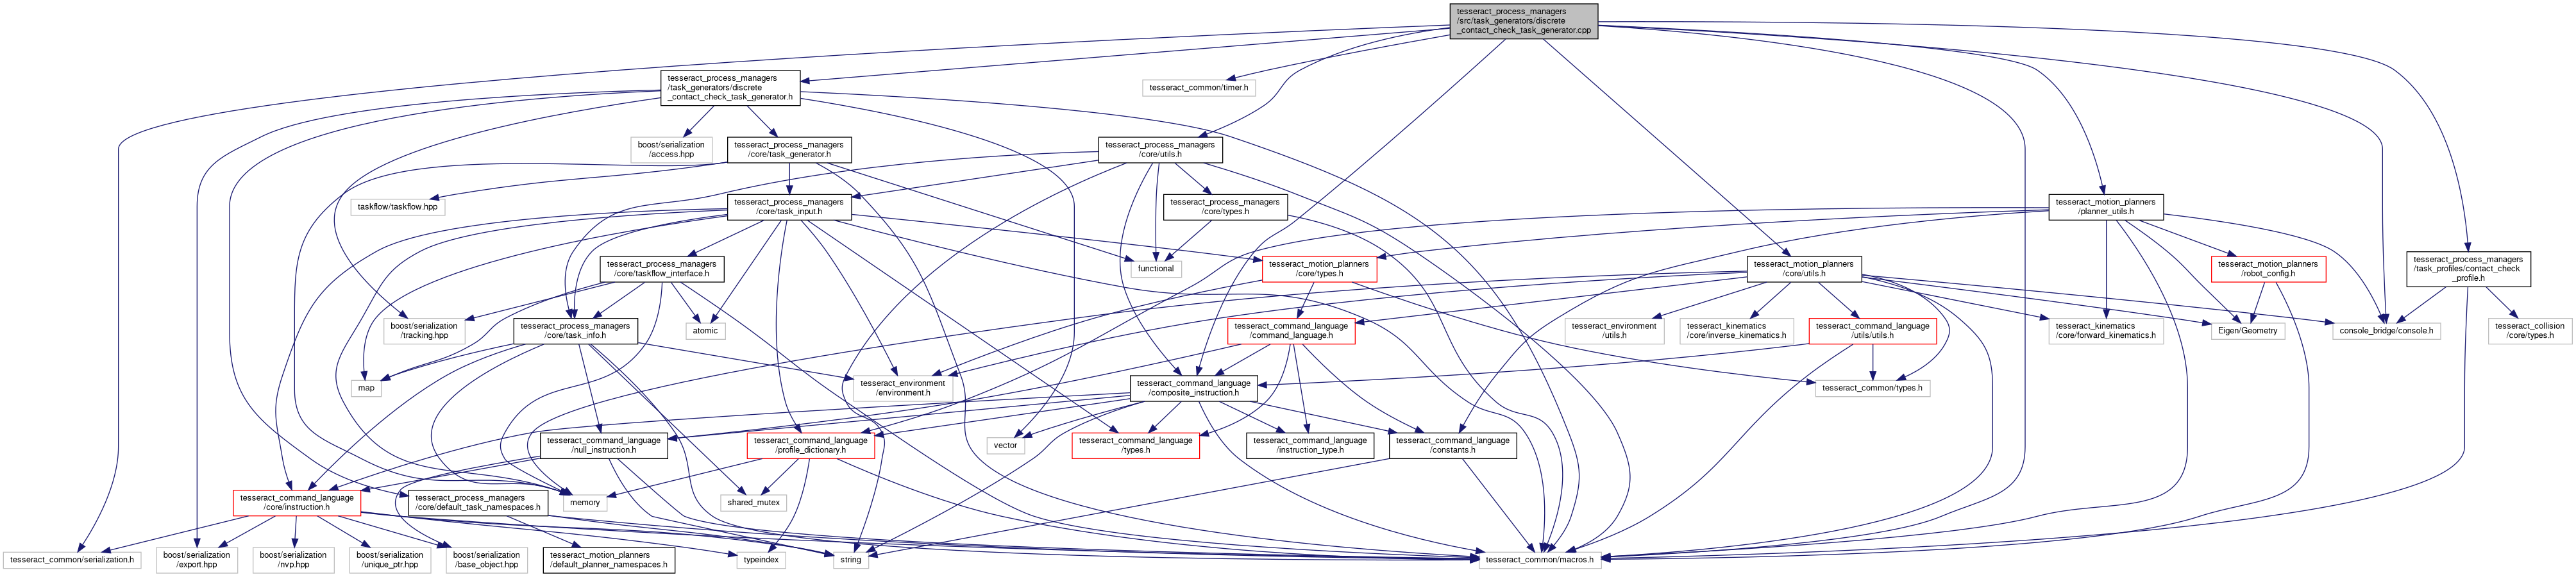 tesseract_process_managers
/src/task_generators/discrete
_contact_check_task_generator.cpp
tesseract_process_managers
/task_generators/discrete
_contact_check_task_generator.h
tesseract_common/timer.h
boost/serialization
/access.hpp
tesseract_process_managers
/core/task_generator.h
tesseract_process_managers
/core/utils.h
taskflow/taskflow.hpp
tesseract_process_managers
/core/task_input.h
tesseract_process_managers
/core/types.h
tesseract_motion_planners
/planner_utils.h
tesseract_process_managers
/core/taskflow_interface.h
functional
tesseract_motion_planners
/core/types.h
tesseract_motion_planners
/core/utils.h
tesseract_motion_planners
/robot_config.h
tesseract_process_managers
/task_profiles/contact_check
_profile.h
boost/serialization
/tracking.hpp
tesseract_process_managers
/core/task_info.h
atomic
tesseract_command_language
/command_language.h
tesseract_environment
/utils.h
tesseract_kinematics
/core/inverse_kinematics.h
tesseract_command_language
/utils/utils.h
tesseract_kinematics
/core/forward_kinematics.h
Eigen/Geometry
console_bridge/console.h
tesseract_collision
/core/types.h
map
tesseract_environment
/environment.h
tesseract_command_language
/composite_instruction.h
tesseract_common/types.h
tesseract_command_language
/null_instruction.h
tesseract_command_language
/profile_dictionary.h
vector
tesseract_command_language
/types.h
tesseract_command_language
/instruction_type.h
tesseract_command_language
/constants.h
tesseract_command_language
/core/instruction.h
tesseract_process_managers
/core/default_task_namespaces.h
memory
shared_mutex
tesseract_common/serialization.h
boost/serialization
/export.hpp
boost/serialization
/nvp.hpp
boost/serialization
/unique_ptr.hpp
boost/serialization
/base_object.hpp
tesseract_motion_planners
/default_planner_namespaces.h
typeindex
string
tesseract_common/macros.h